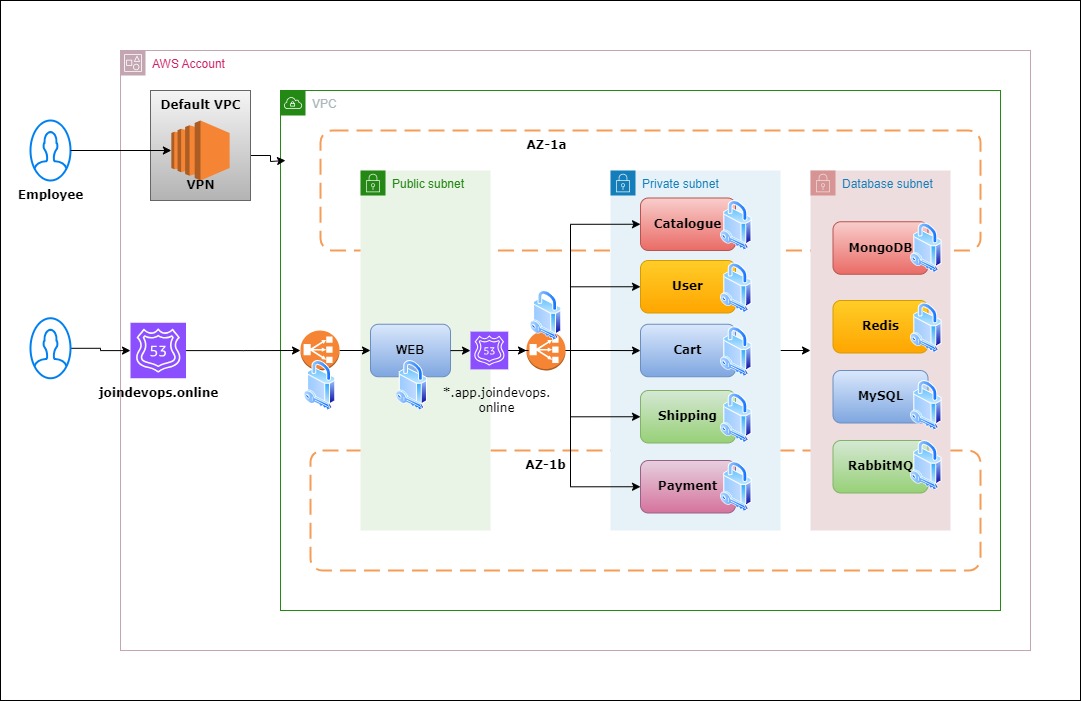 AWS Account
Default VPC
VPN
Employee
VPC
AZ-1a
Public subnet
Private subnet
Database subnet
Catalogue
User
Cart
Shipping
Payment
MongoDB
Redis
MySQL
RabbitMQ
53
joindevops.online
WEB
53
*.app.joindevops.
online
AZ-1b